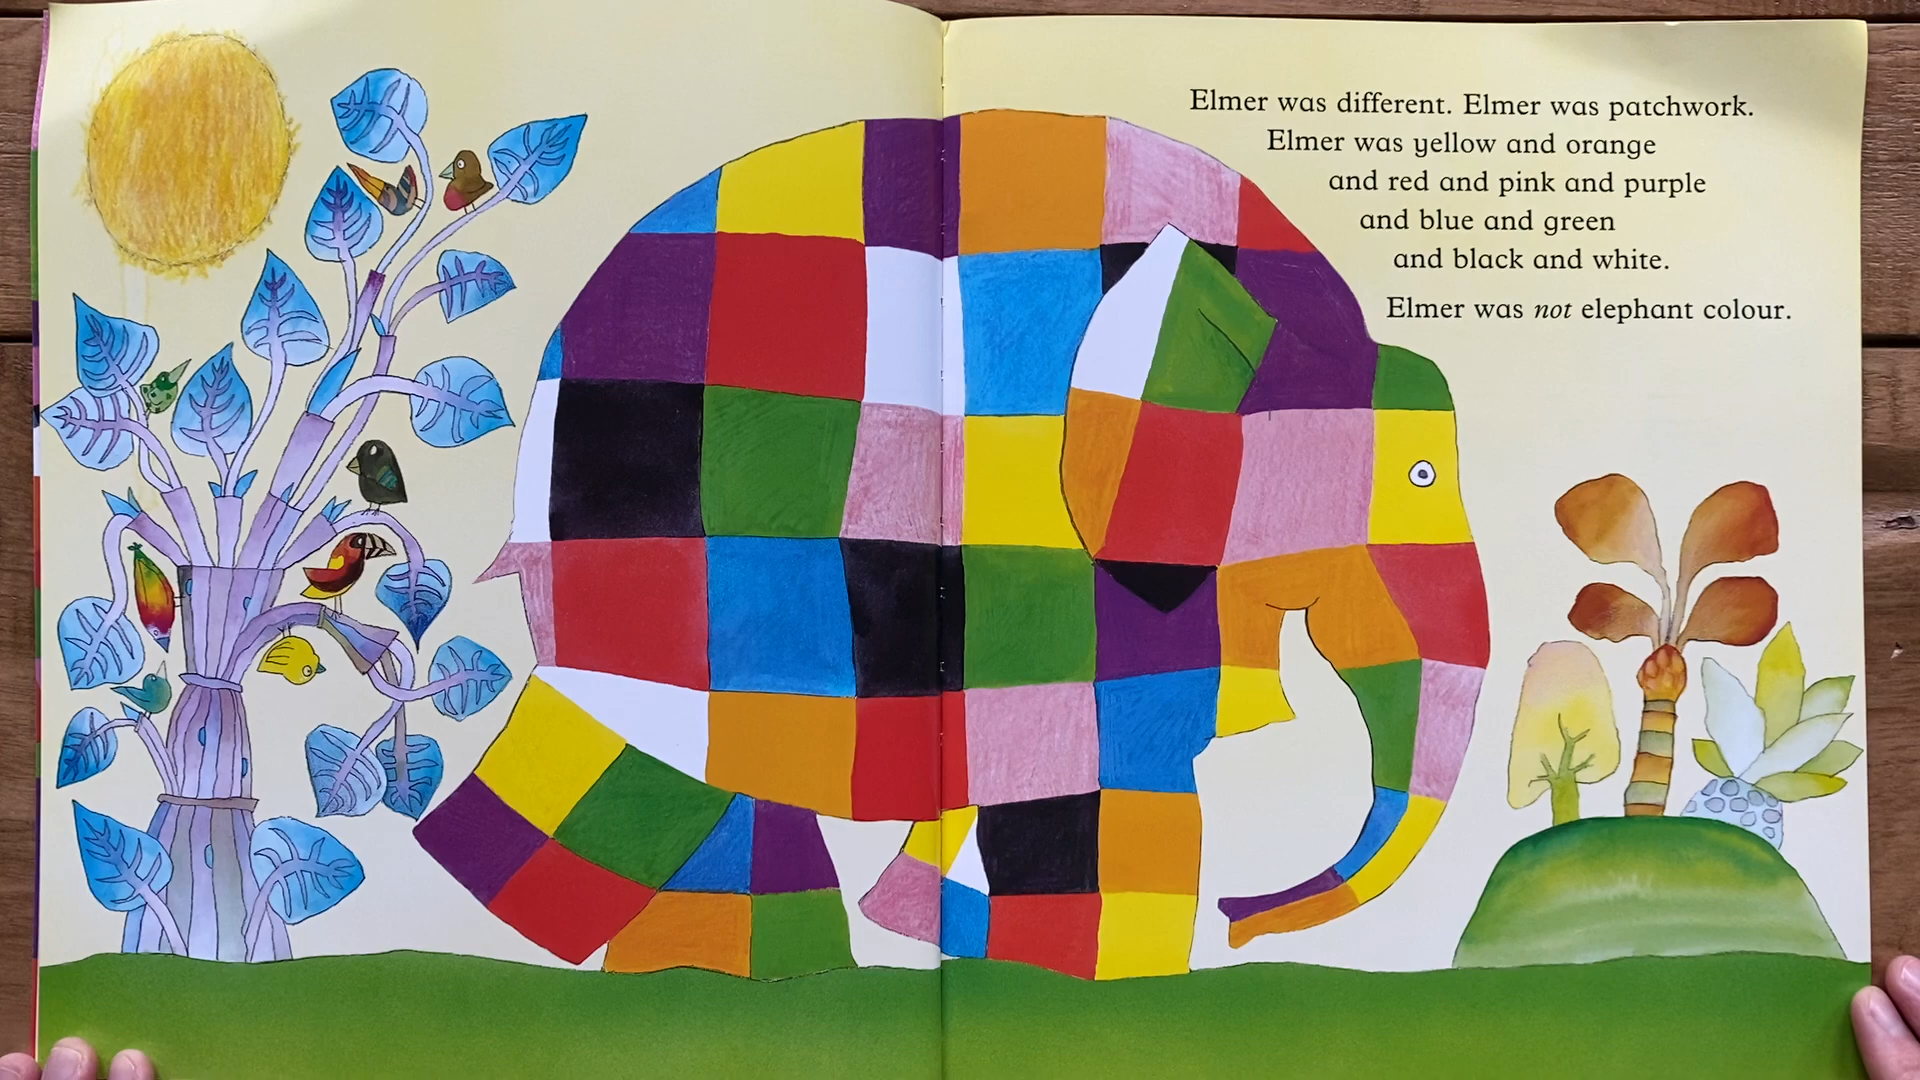 Elmer was different. Elmer was patchwork.
Elmer was yellow and orange
and red and pink and purple
and blue and green
and black and white.
Elmer was not elephant colour.